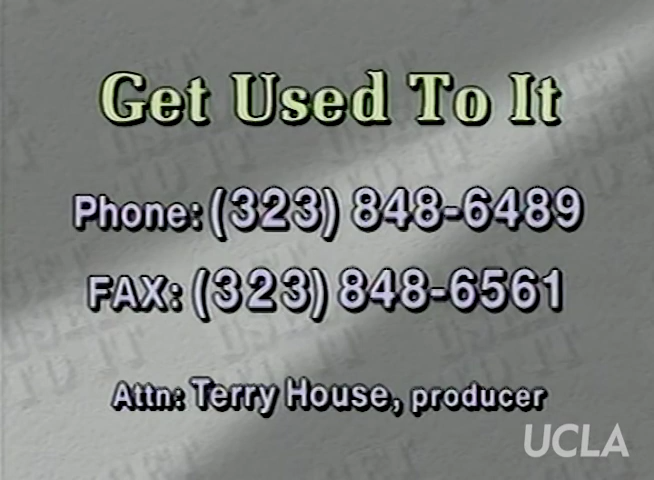 Get Used To It
Phone: (323) 848-6489
FAX: (323) 848-6561
Attn: Terry House, producer
UCLA